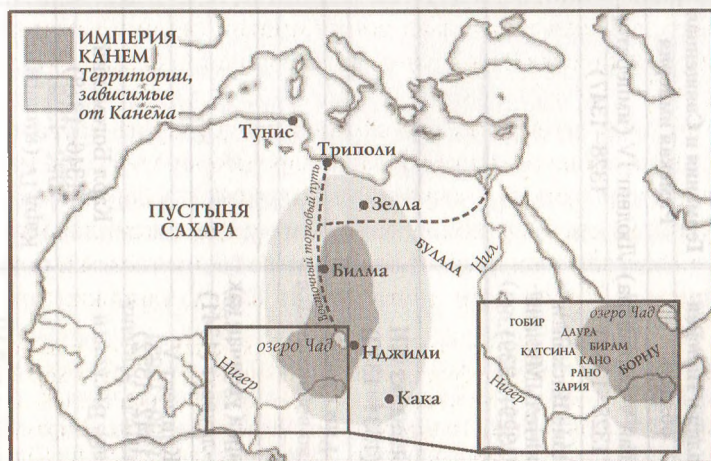 ИМПЕРИЯ
КАНЕМ
Территории,
зависимые
от Канема
Тунис
Триполи
Зелла
ПУСТЫНЯ
САХАРА
Восточный торговый путь
БУЛАЛА
Нил
Билма
озеро Чад
Нджими
Нигер
Кака
озеро Чад
ГОБИР
ДАУРА
КАТСИНА
БИРАМ
КАНО
БОРНУ
РАНО
ЗАРИЯ
Нигер